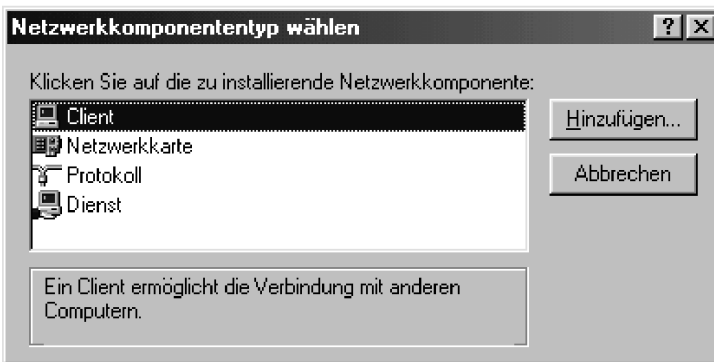 Netzwerkkomponententyp wählen
Klicken Sie auf die zu installierende Netzwerkkomponente:
Client
Netzwerkkarte
Protokoll
Dienst
Hinzufügen...
Abbrechen
Ein Client ermöglicht die Verbindung mit anderen
Computern.